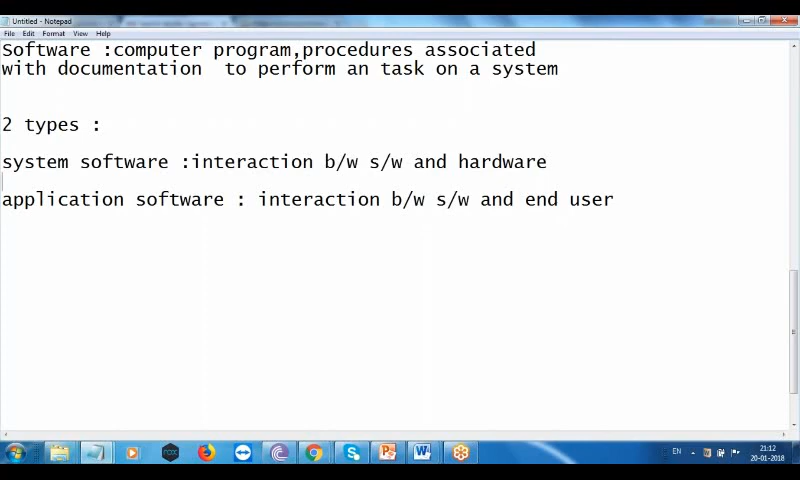 Untitled - Notepad
File Edit Format View Help
Software :computer program,procedures associated
with documentation  to perform an task on a system
2 types :
system software :interaction b/w s/w and hardware
application software : interaction b/w s/w and end user
EN
21:12
20-01-2018